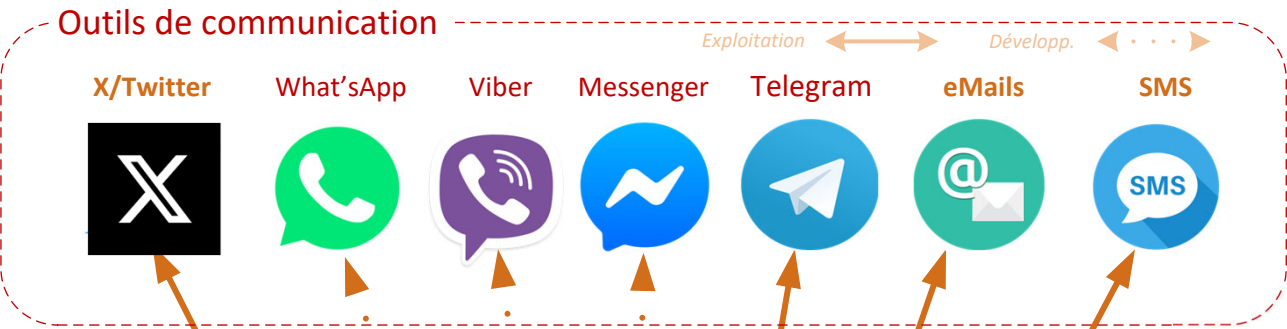 Outils de communication
Exploitation
Développ.
X/Twitter
What'sApp
Viber
Messenger
Telegram
eMails
SMS
X
@
SMS